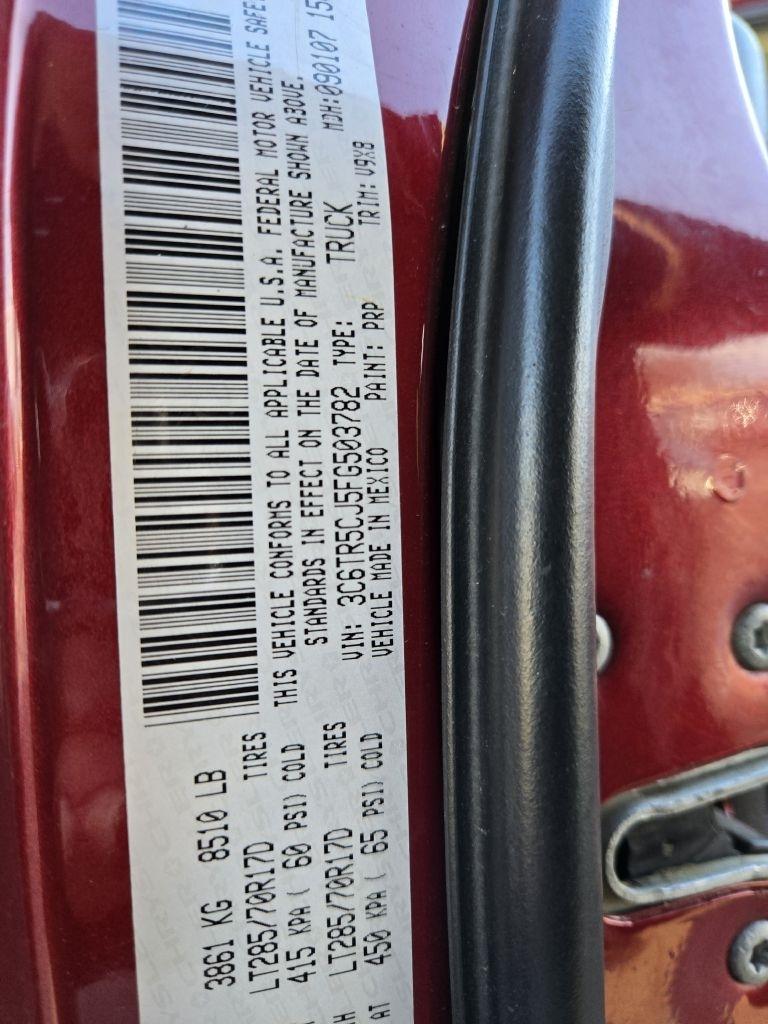 3861 KG 8510 LB
LT285/70R17D TIRES
415 KPA ( 60 PSI) COLD
LT285/70R17D TIRES
450 KPA ( 65 PSI) COLD
THIS VEHICLE CONFORMS TO ALL APPLICABLE U.S.A. FEDERAL MOTOR VEHICLE
STANDARDS IN EFFECT ON THE DATE OF MANUFACTURE SHOWN ABOVE.
VIN: 3C6TR5CJ5FG503782 TYPE: TRUCK MDH:090107 15
VEHICLE MADE IN MEXICO PAINT: PRP TRIM: V9X8